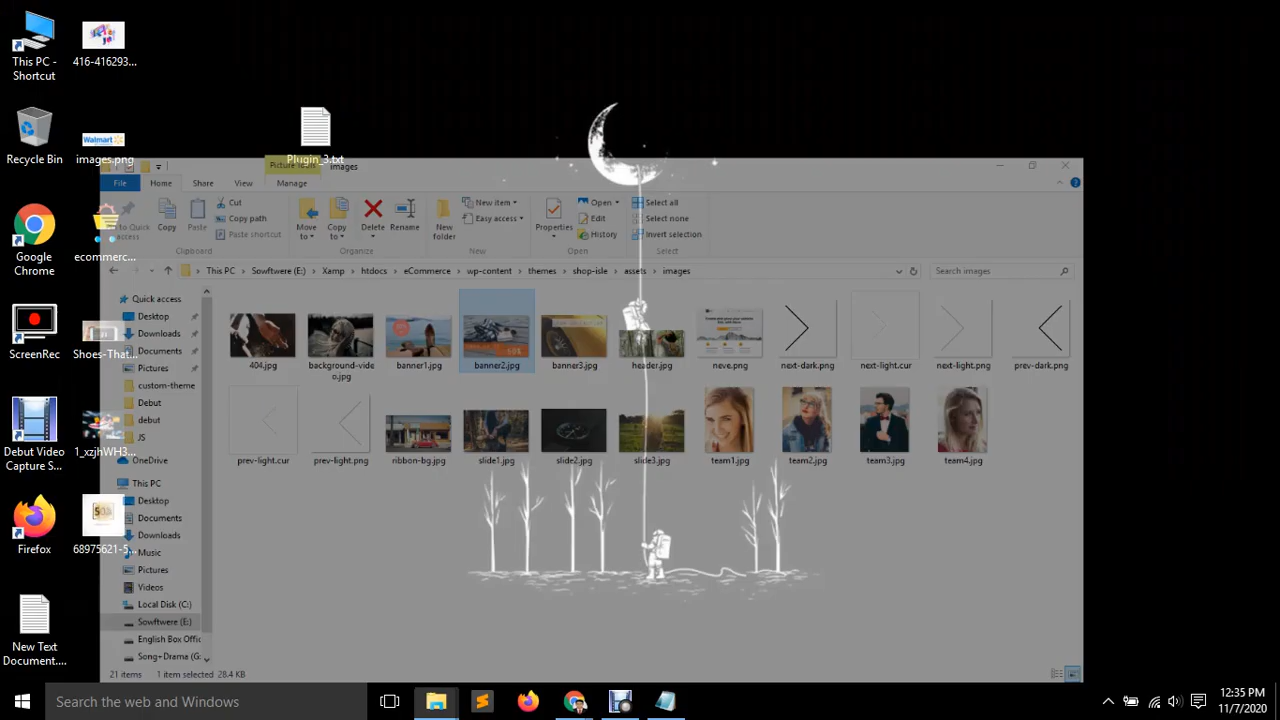 This PC -
Shortcut
416-416293...
Recycle Bin
Walmart
images.png
Plugin_3.txt
Google
Chrome
ecommerc...
ScreenRec
Shoes-That...
Debut Video
Capture S...
1_xzjhWH3...
Firefox
68975621-5...
New Text
Document....
images
File
Home
Share
View
Manage
Copy
Paste
Cut
Copy path
Paste shortcut
Clipboard
Move
to
Copy
to
Delete
Rename
Organize
New
folder
New item
Easy access
New
Properties
Open
Edit
History
Open
Select all
Select none
Invert selection
Select
This PC
Sowftwere (E:)
Xamp
htdocs
eCommerce
wp-content
themes
shop-isle
assets
images
Search images
Quick access
Desktop
Downloads
Documents
Pictures
custom-theme
Debut
debut
JS
OneDrive
This PC
Desktop
Documents
Downloads
Music
Pictures
Videos
Local Disk (C:)
Sowftwere (E:)
English Box Offic
Song+Drama (G:
404.jpg
background-vide
o.jpg
banner1.jpg
banner2.jpg
banner3.jpg
header.jpg
neve.png
next-dark.png
next-light.cur
next-light.png
prev-dark.png
prev-light.cur
prev-light.png
ribbon-bg.jpg
slide1.jpg
slide2.jpg
slide3.jpg
team1.jpg
team2.jpg
team3.jpg
team4.jpg
21 items
1 item selected 28.4 KB
Search the web and Windows
12:35 PM
11/7/2020